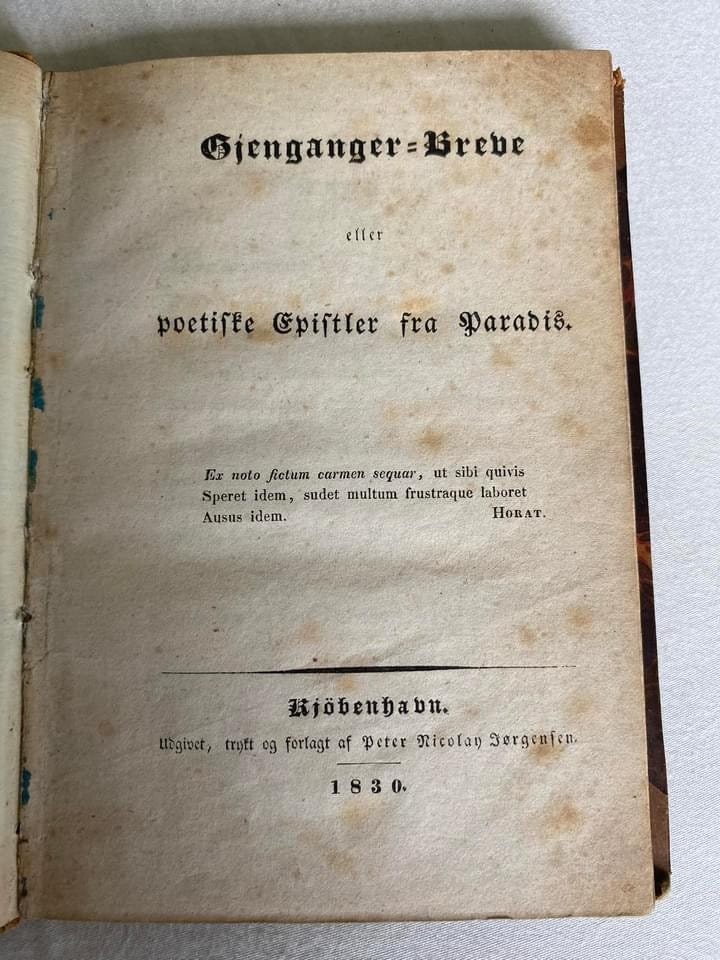 Gjenganger=Breve
eller
poetiske Epistler fra Paradis.
Ex noto fictum carmen sequar, ut sibi quivis
Speret idem, sudet multum frustraque laboret
Ausus idem. HORAT.
Kjöbenhavn.
Udgivet, trykt og forlagt af Peter Nicolay Jørgensen.
1830.